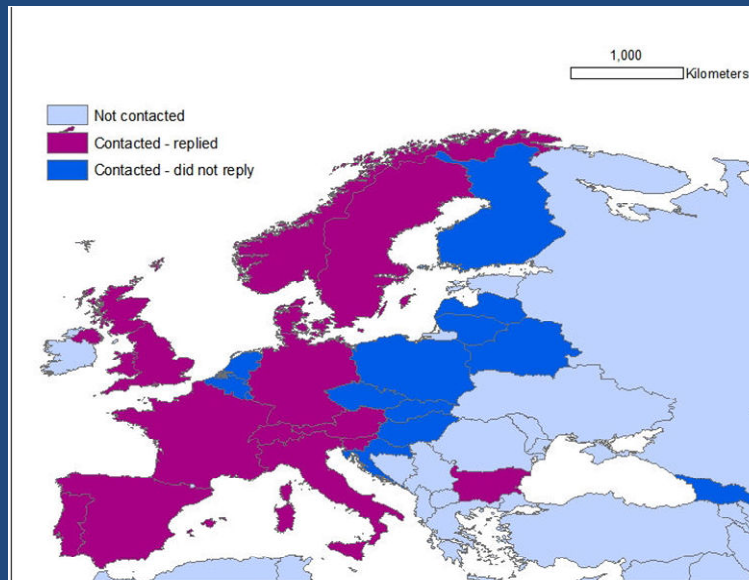 1,000
Kilometers
Not contacted
Contacted - replied
Contacted - did not reply